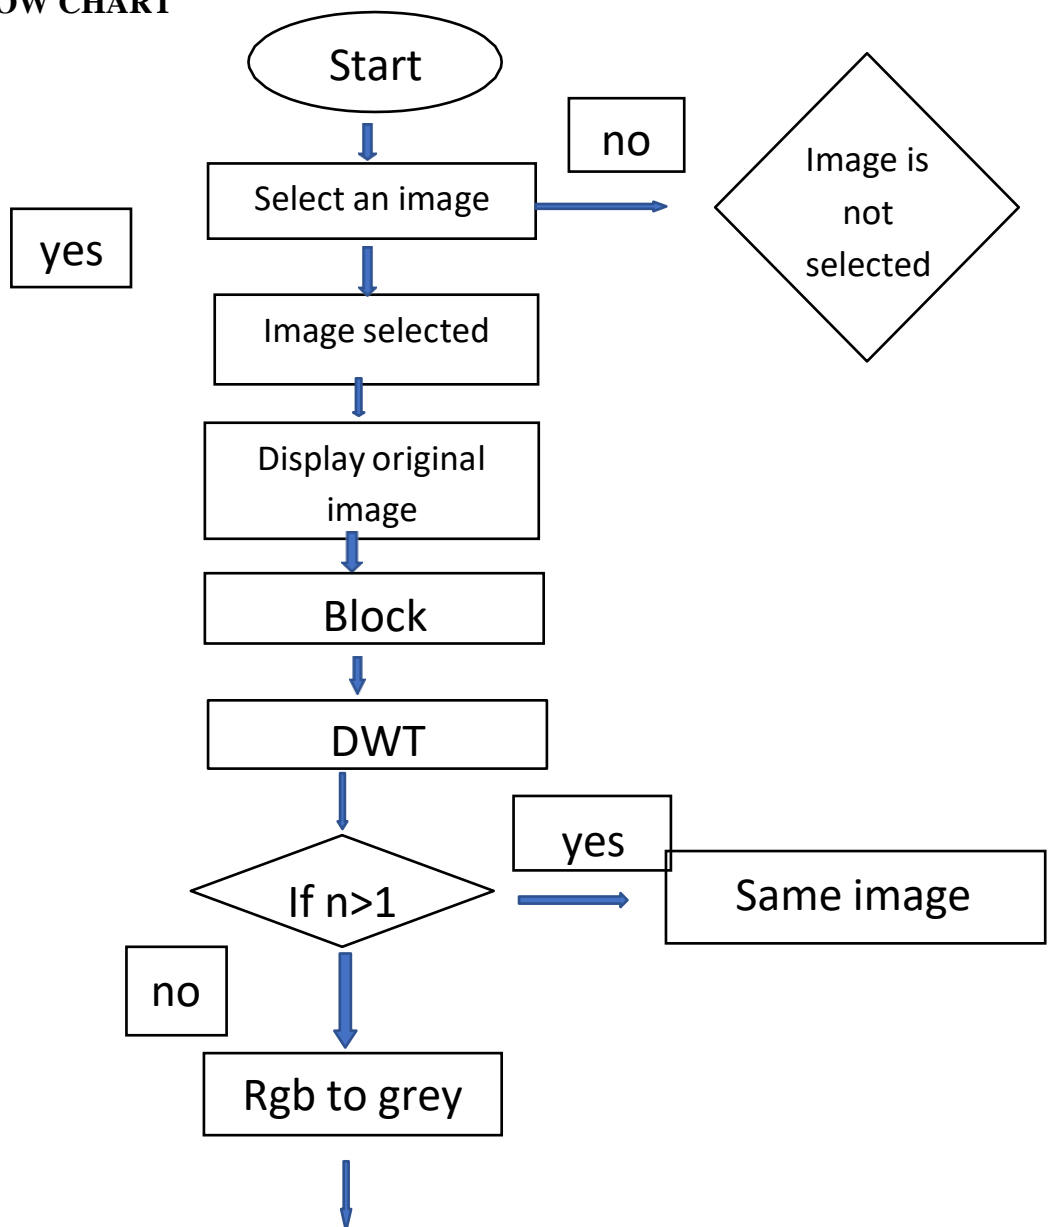 OW CHART
Start
no
Image is
not
selected
Select an image
yes
Image selected
Display original
image
Block
DWT
yes
If n>1
Same image
no
Rgb to grey